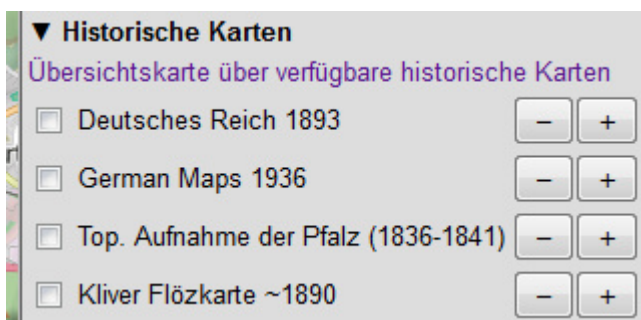 ▼ Historische Karten
Übersichtskarte über verfügbare historische Karten
Deutsches Reich 1893 − +
German Maps 1936 − +
Top. Aufnahme der Pfalz (1836-1841) − +
Kliver Flözkarte ~1890 − +